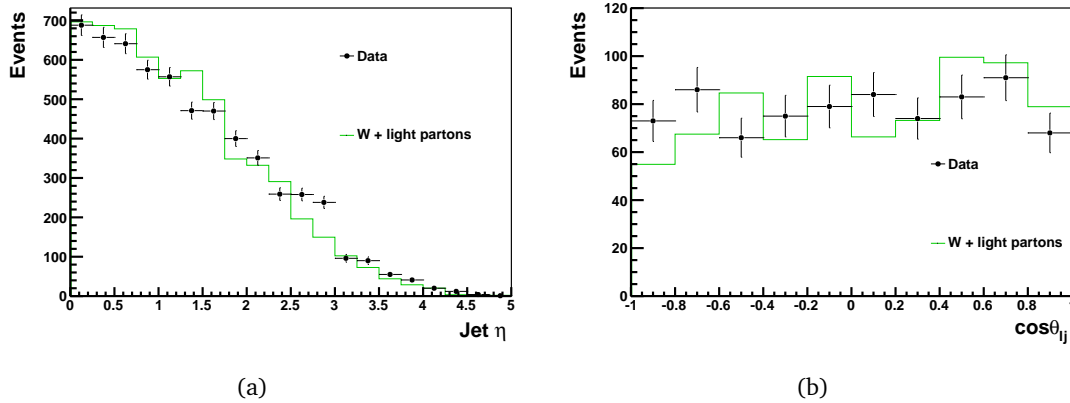 Events
700
600
500
400
300
200
100
0
Data
W + light partons
0 0.5 1 1.5 2 2.5 3 3.5 4 4.5 5
Jet η
(a)
Events
120
100
80
60
40
20
0
Data
W + light partons
-1 -0.8 -0.6 -0.4 -0.2 0 0.2 0.4 0.6 0.8 1
cosθlj
(b)